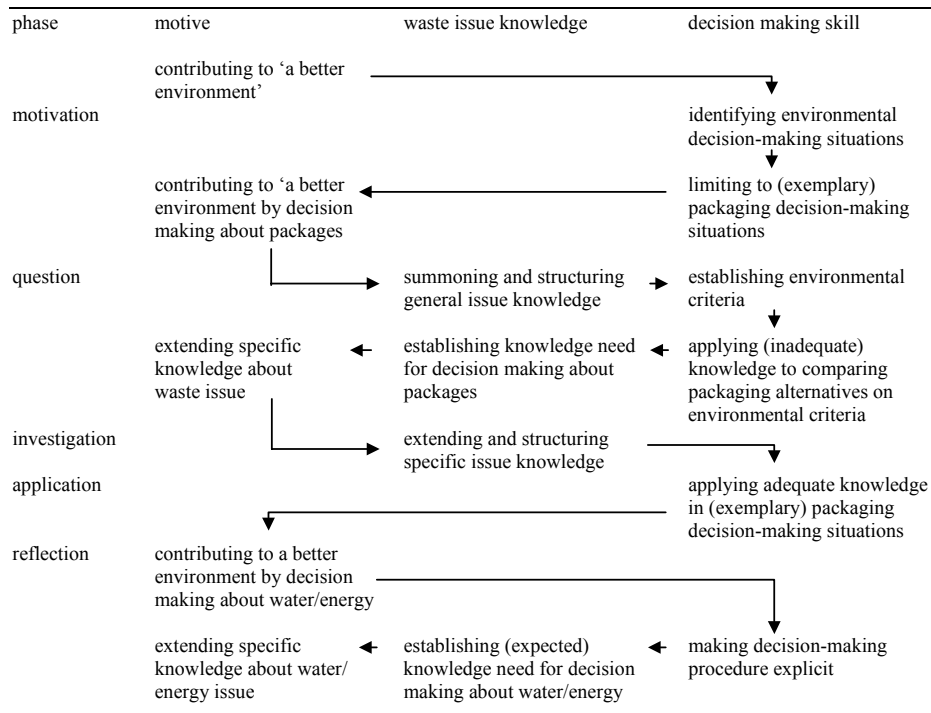 phase motive waste issue knowledge decision making skill
contributing to ‘a better
environment’
motivation identifying environmental
decision-making situations
contributing to ‘a better limiting to (exemplary)
environment by decision packaging decision-making
making about packages situations
question summoning and structuring establishing environmental
general issue knowledge criteria
extending specific establishing knowledge need applying (inadequate)
knowledge about for decision making about knowledge to comparing
waste issue packages packaging alternatives on
environmental criteria
investigation extending and structuring
specific issue knowledge
application applying adequate knowledge
in (exemplary) packaging
decision-making situations
reflection contributing to a better
environment by decision
making about water/energy
extending specific establishing (expected) making decision-making
knowledge about water/ knowledge need for decision procedure explicit
energy issue making about water/energy